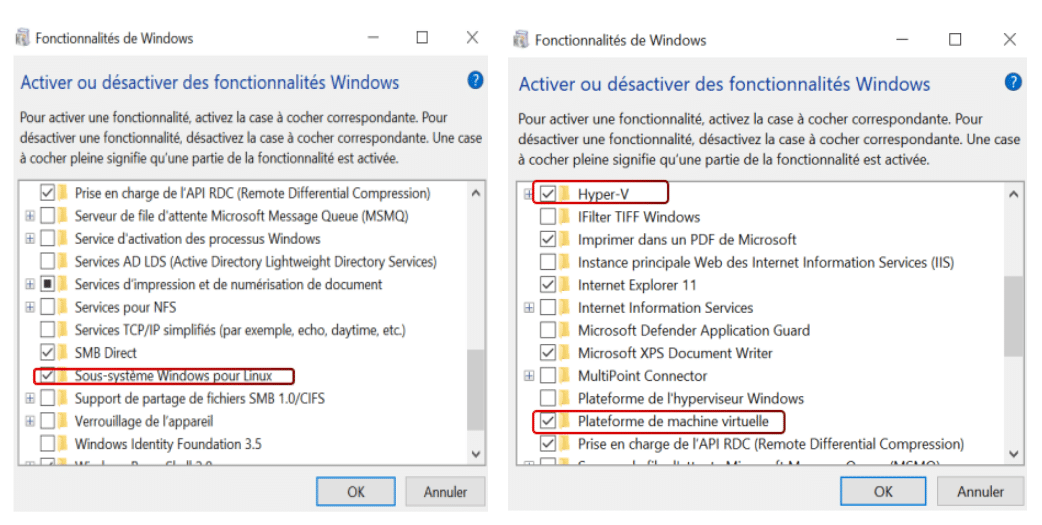 Fonctionnalités de Windows
Activer ou désactiver des fonctionnalités Windows
Pour activer une fonctionnalité, activez la case à cocher correspondante. Pour
désactiver une fonctionnalité, désactivez la case à cocher correspondante. Une case
à cocher pleine signifie qu'une partie de la fonctionnalité est activée.
Prise en charge de l'API RDC (Remote Differential Compression)
Serveur de file d'attente Microsoft Message Queue (MSMQ)
Service d'activation des processus Windows
Services AD LDS (Active Directory Lightweight Directory Services)
Services d'impression et de numérisation de document
Services pour NFS
Services TCP/IP simplifiés (par exemple, echo, daytime, etc.)
SMB Direct
Sous-système Windows pour Linux
Support de partage de fichiers SMB 1.0/CIFS
Verrouillage de l'appareil
Windows Identity Foundation 3.5
OK
Annuler
Fonctionnalités de Windows
Activer ou désactiver des fonctionnalités Windows
Pour activer une fonctionnalité, activez la case à cocher correspondante. Pour
désactiver une fonctionnalité, désactivez la case à cocher correspondante. Une case
à cocher pleine signifie qu'une partie de la fonctionnalité est activée.
Hyper-V
IFilter TIFF Windows
Imprimer dans un PDF de Microsoft
Instance principale Web des Internet Information Services (IIS)
Internet Explorer 11
Internet Information Services
Microsoft Defender Application Guard
Microsoft XPS Document Writer
MultiPoint Connector
Plateforme de l'hyperviseur Windows
Plateforme de machine virtuelle
Prise en charge de l'API RDC (Remote Differential Compression)
OK
Annuler